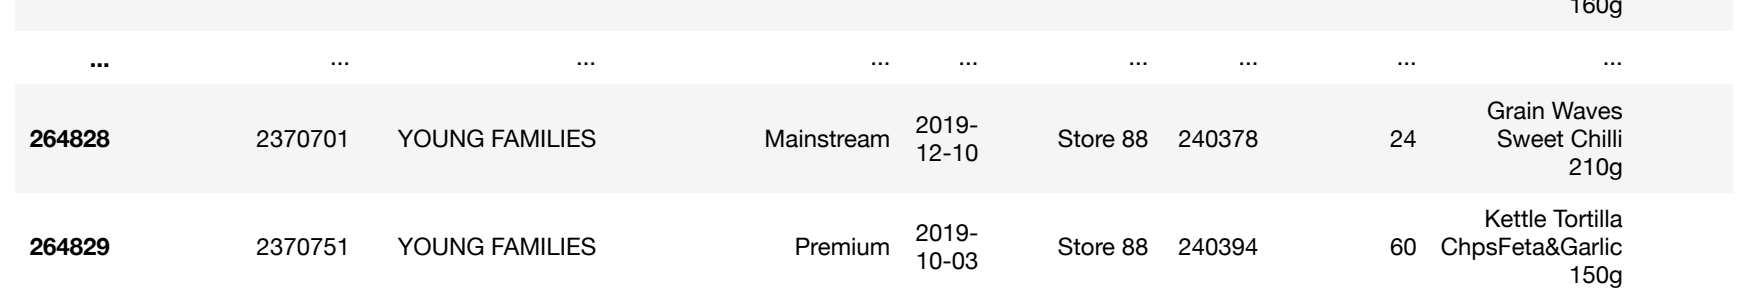 160g
... ... ... ... ... ... ... ... ...
Grain Waves
264828 2370701 YOUNG FAMILIES Mainstream 2019- Store 88 240378 24 Sweet Chilli
12-10
210g
Kettle Tortilla
264829 2370751 YOUNG FAMILIES Premium 2019- Store 88 240394 60 ChpsFeta&Garlic
10-03
150g